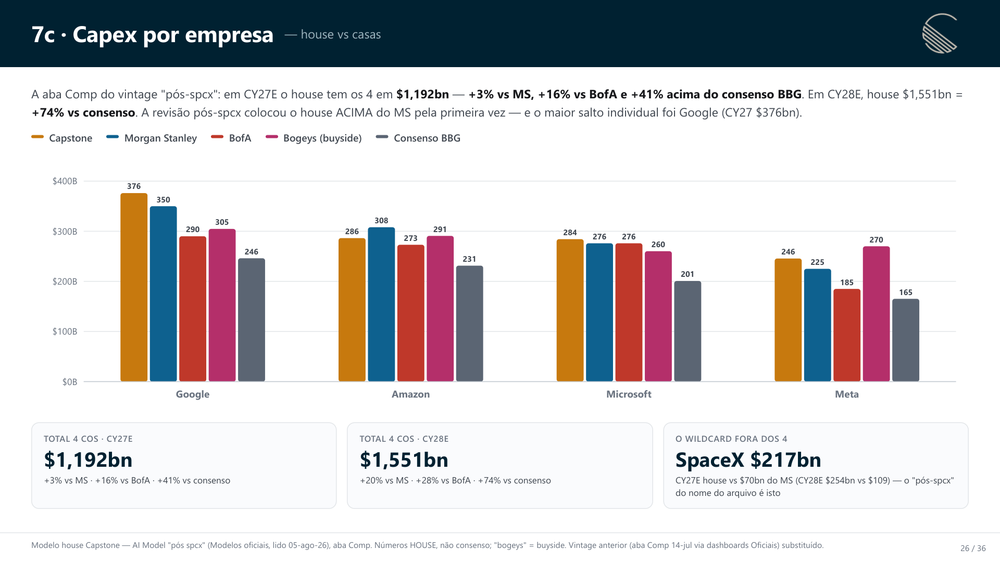 7c · Capex por empresa — house vs casas
A aba Comp do vintage "pós-spcx": em CY27E o house tem os 4 em $1,192bn — +3% vs MS, +16% vs BofA e +41% acima do consenso BBG. Em CY28E, house $1,551bn =
+74% vs consenso. A revisão pós-spcx colocou o house ACIMA do MS pela primeira vez — e o maior salto individual foi Google (CY27 $376bn).
Capstone Morgan Stanley BofA Bogeys (buyside) Consenso BBG
$400B
$300B
$200B
$100B
$0B
376 350 290 305 246
286 308 273 291 231
284 276 276 260 201
246 225 185 270 165
Google Amazon Microsoft Meta
TOTAL 4 COS · CY27E
$1,192bn
+3% vs MS · +16% vs BofA · +41% vs consenso
TOTAL 4 COS · CY28E
$1,551bn
+20% vs MS · +28% vs BofA · +74% vs consenso
O WILDCARD FORA DOS 4
SpaceX $217bn
CY27E house vs $70bn do MS (CY28E $254bn vs $109) — o "pós-spcx"
do nome do arquivo é isto
Modelo house Capstone — AI Model "pós spcx" (Modelos oficiais, lido 05-ago-26), aba Comp. Números HOUSE, não consenso; "bogeys" = buyside. Vintage anterior (aba Comp 14-jul via dashboards Oficiais) substituído.
26 / 36